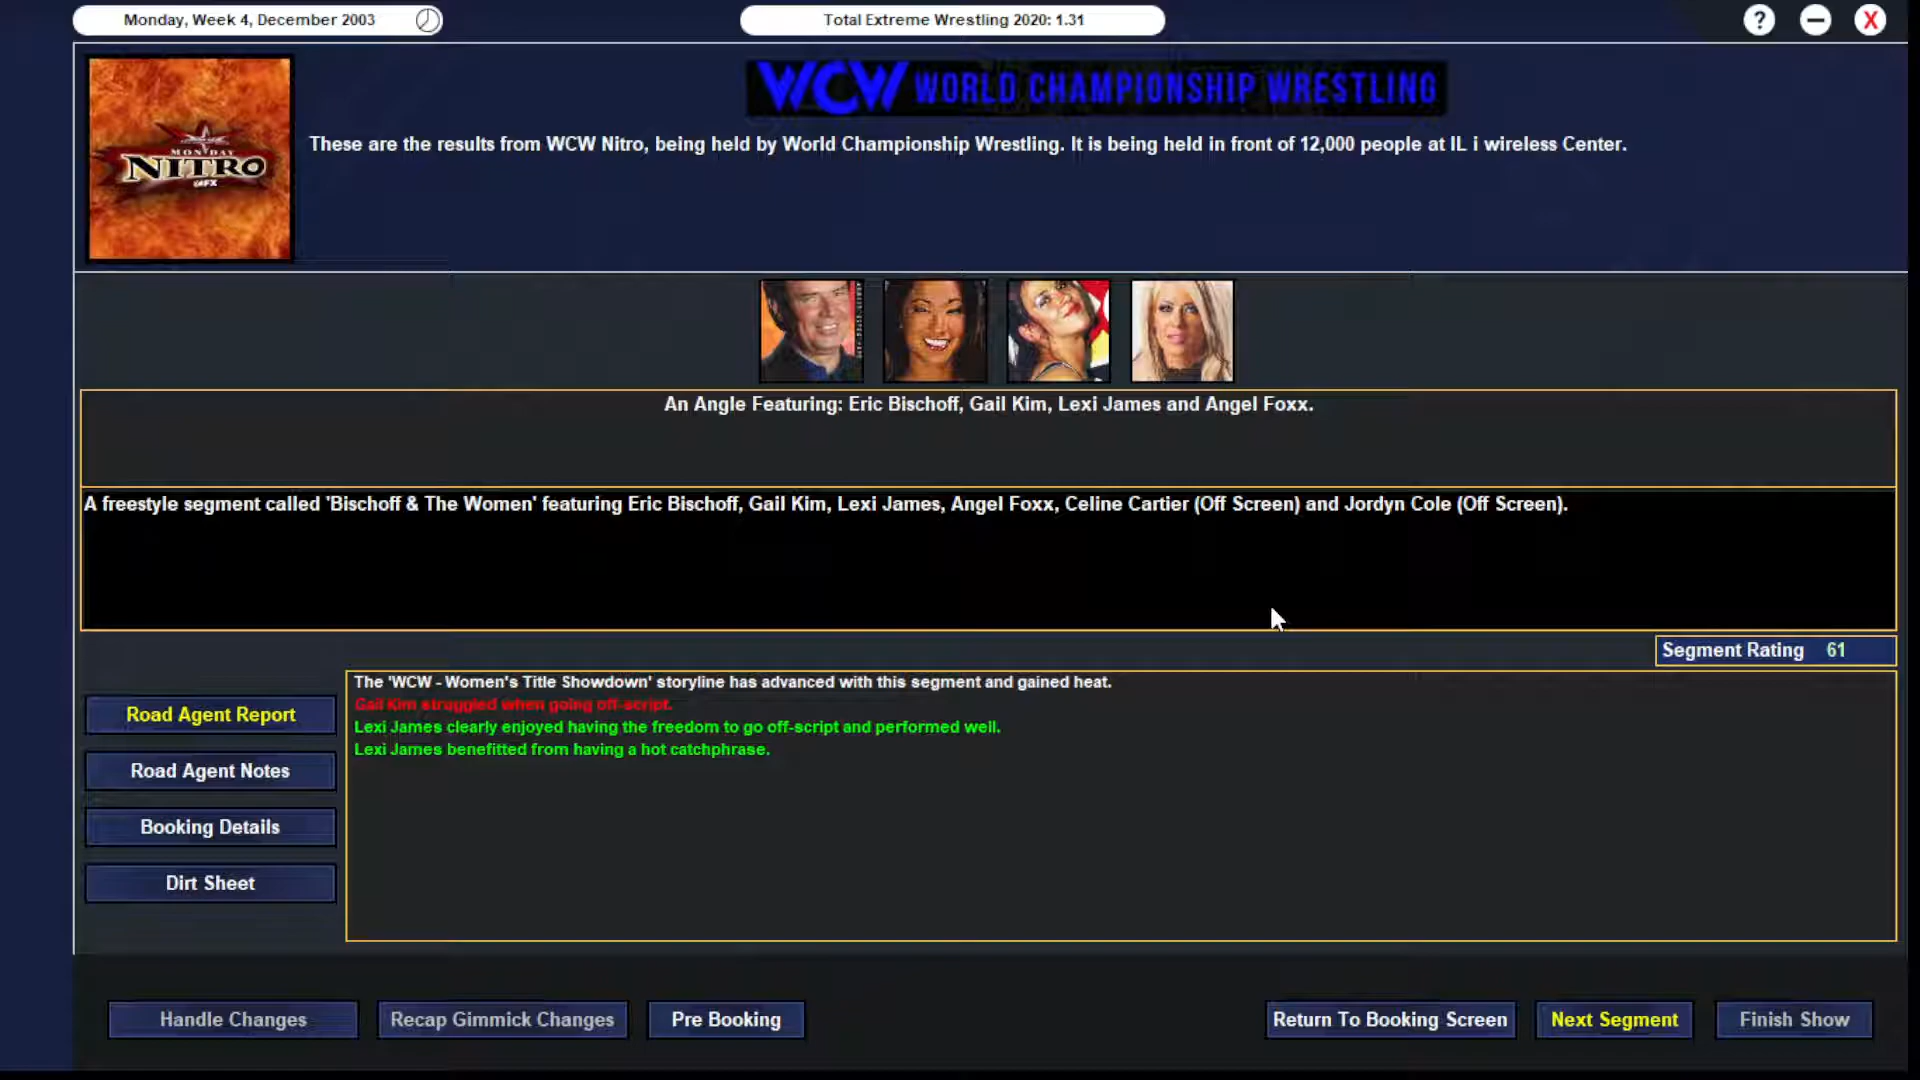 Monday, Week 4, December 2003
Total Extreme Wrestling 2020: 1.31
?
X
WCW WORLD CHAMPIONSHIP WRESTLING
MONDAY
NITRO
These are the results from WCW Nitro, being held by World Championship Wrestling. It is being held in front of 12,000 people at IL i wireless Center.
An Angle Featuring: Eric Bischoff, Gail Kim, Lexi James and Angel Foxx.
A freestyle segment called 'Bischoff & The Women' featuring Eric Bischoff, Gail Kim, Lexi James, Angel Foxx, Celine Cartier (Off Screen) and Jordyn Cole (Off Screen).
Segment Rating 61
The 'WCW - Women's Title Showdown' storyline has advanced with this segment and gained heat.
Gail Kim struggled when going off-script.
Lexi James clearly enjoyed having the freedom to go off-script and performed well.
Lexi James benefitted from having a hot catchphrase.
Road Agent Report
Road Agent Notes
Booking Details
Dirt Sheet
Handle Changes
Recap Gimmick Changes
Pre Booking
Return To Booking Screen
Next Segment
Finish Show